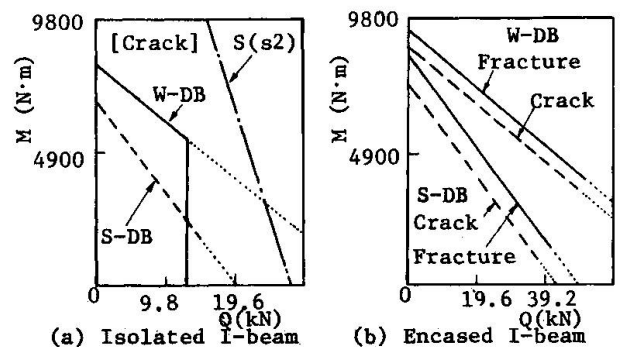 9800
[Crack]
S(s2)
W-DB
M (N·m)
4900
S-DB
0
9.8
19.6
Q(kN)
(a) Isolated I-beam
9800
W-DB
Fracture
Crack
M (N·m)
4900
S-DB
Crack
Fracture
0
19.6
39.2
Q(kN)
(b) Encased I-beam